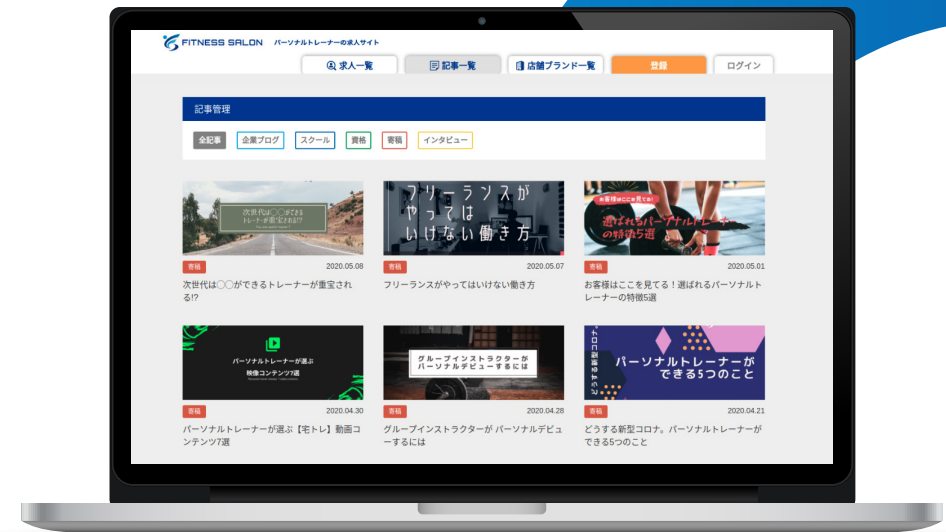 FITNESS SALON パーソナルトレーナーの求人サイト
求人一覧 記事一覧 店舗ブランド一覧 登録 ログイン
記事管理
全記事 企業ブログ スクール 資格 寄稿 インタビュー
次世代は〇〇ができる
トレーナーが重宝される!?
フリーランスが
やっては
いけない働き方
お客様はここを見てる!
選ばれるパーソナルトレーナー
の特徴5選
寄稿 2020.05.08
次世代は〇〇ができるトレーナーが重宝され
る!?
寄稿 2020.05.07
フリーランスがやってはいけない働き方
寄稿 2020.05.01
お客様はここを見てる!選ばれるパーソナルト
レーナーの特徴5選
パーソナルトレーナーが選ぶ
映像コンテンツ7選
グループインストラクターが
パーソナルデビューするには
どうする新型コロナ。
パーソナルトレーナーが
できる5つのこと
寄稿 2020.04.30
パーソナルトレーナーが選ぶ【宅トレ】動画コ
ンテンツ7選
寄稿 2020.04.28
グループインストラクターが パーソナルデビュ
ーするには
寄稿 2020.04.21
どうする新型コロナ。パーソナルトレーナーが
できる5つのこと